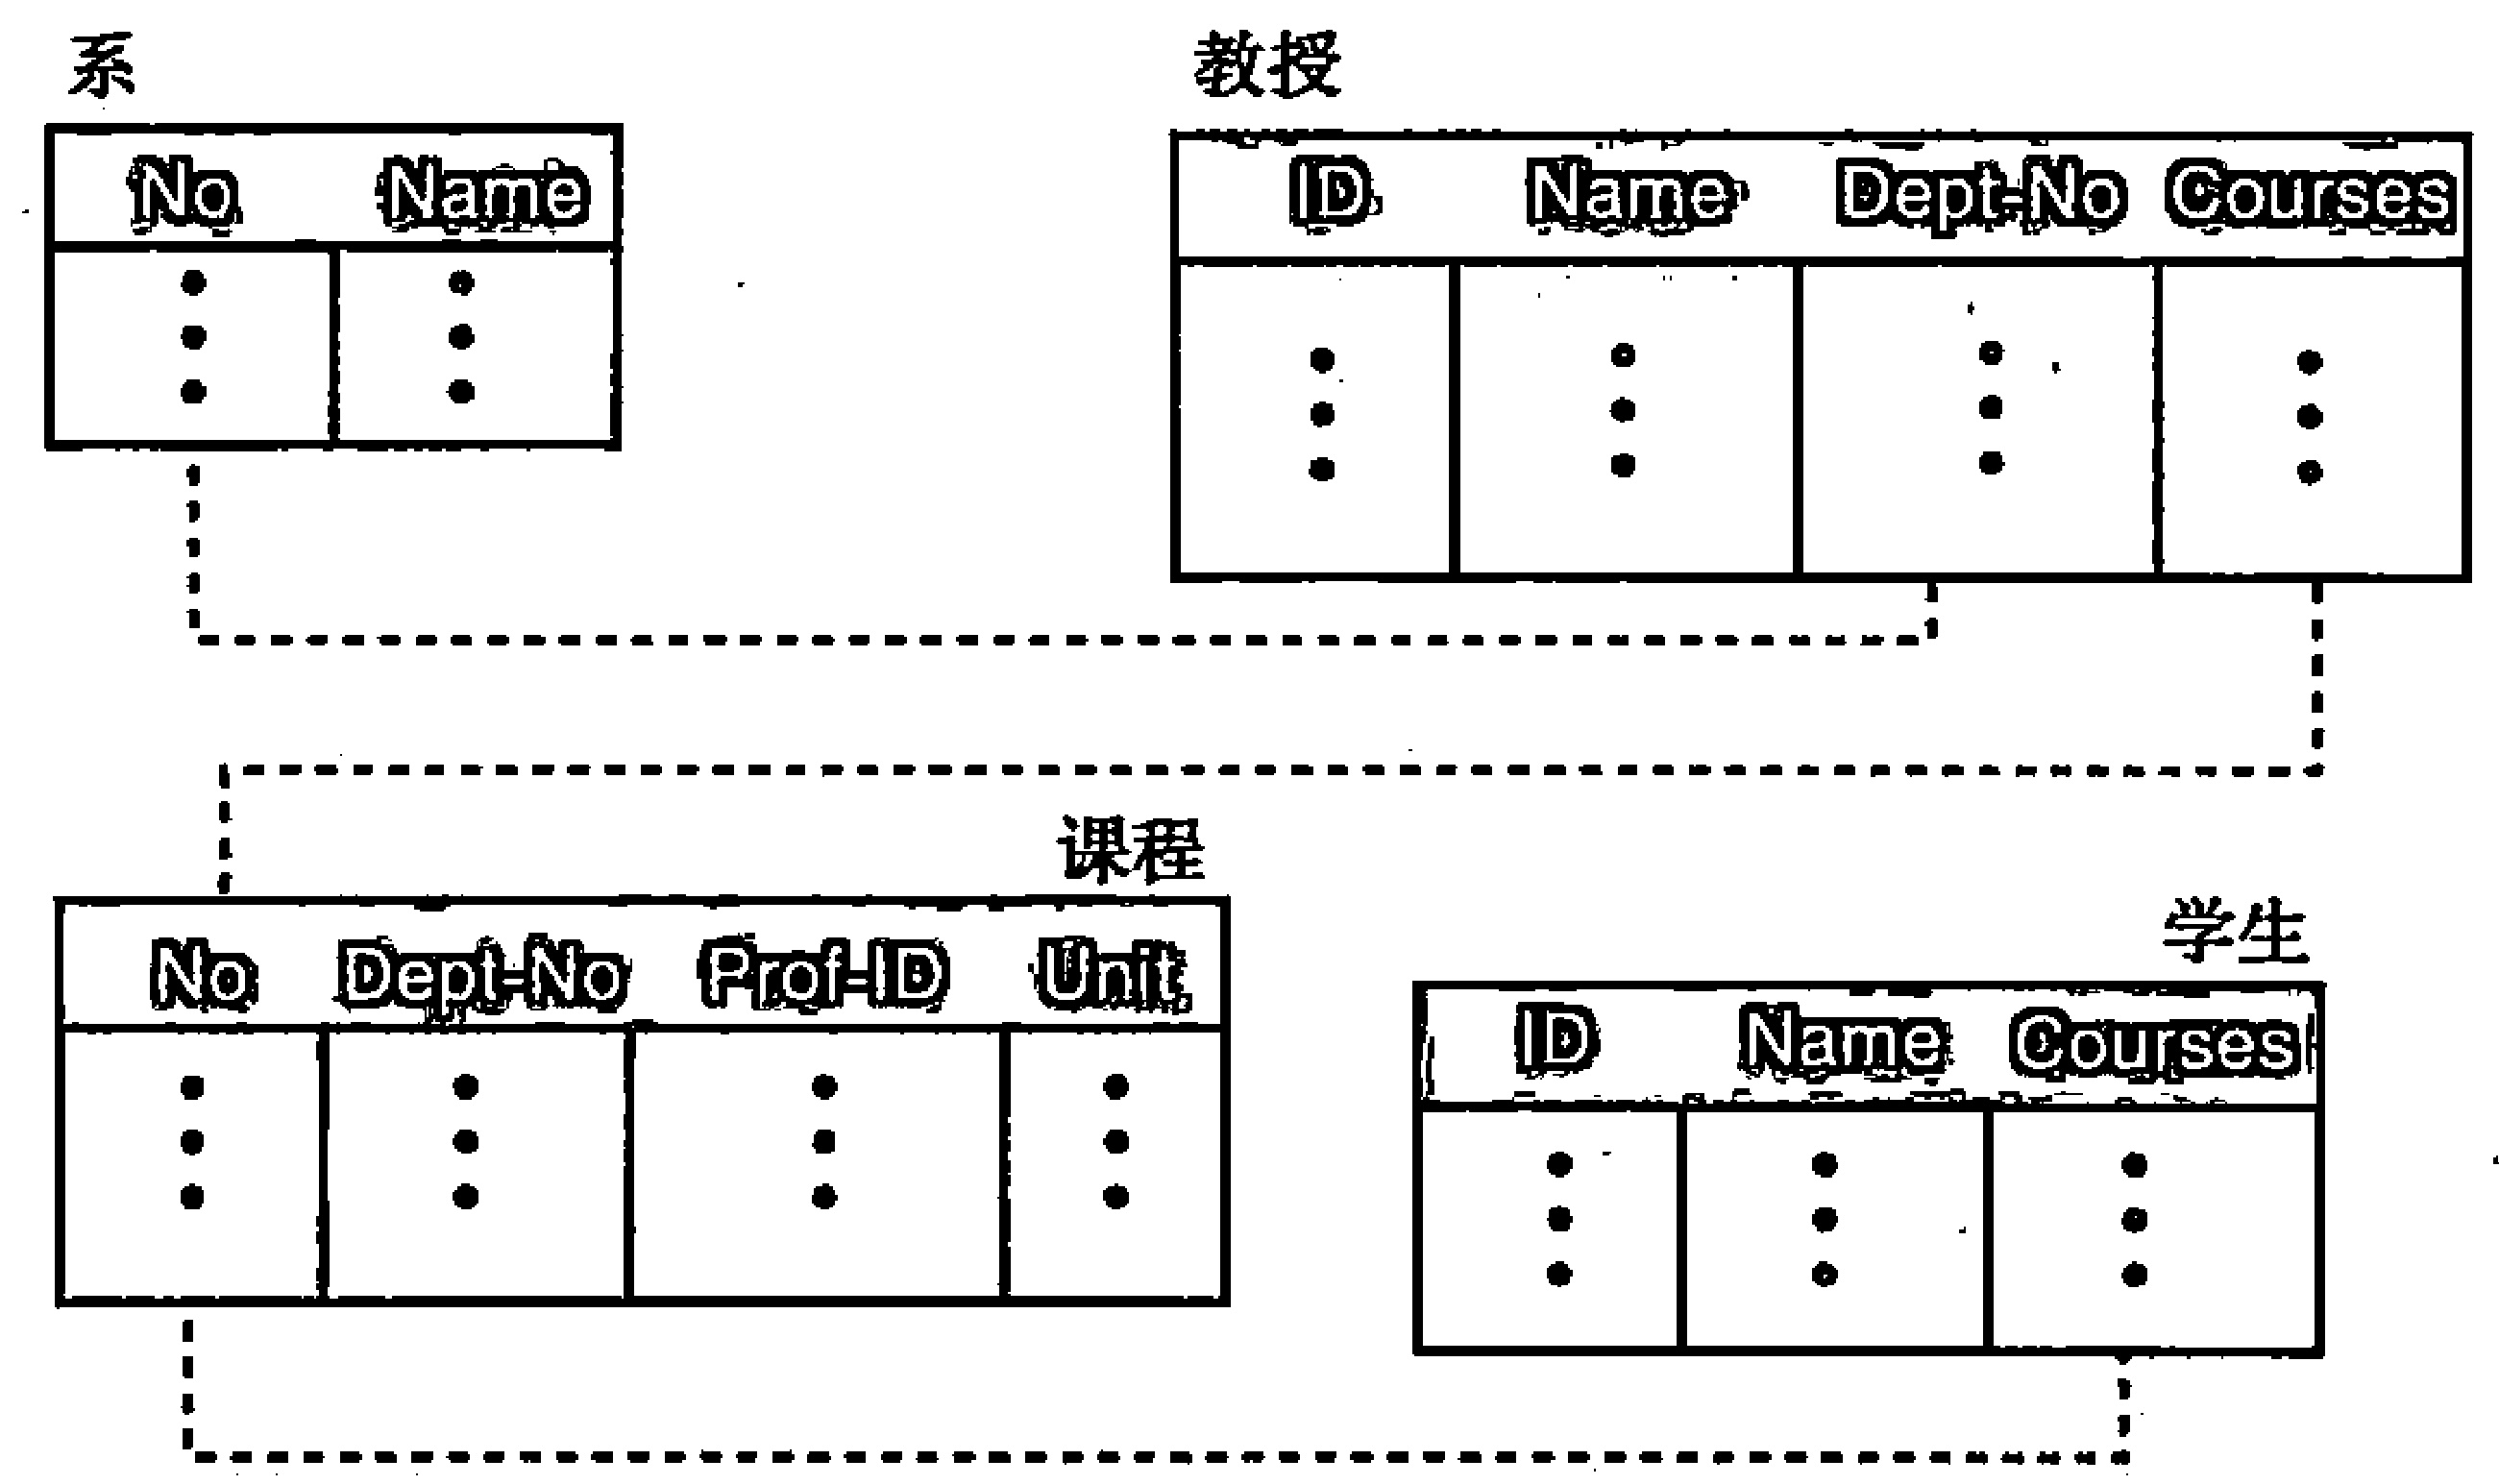 系
No Name
教授
ID Name Dept-No Courses
课程
No Dept-No Prof-ID Unit
学生
ID Name Courses